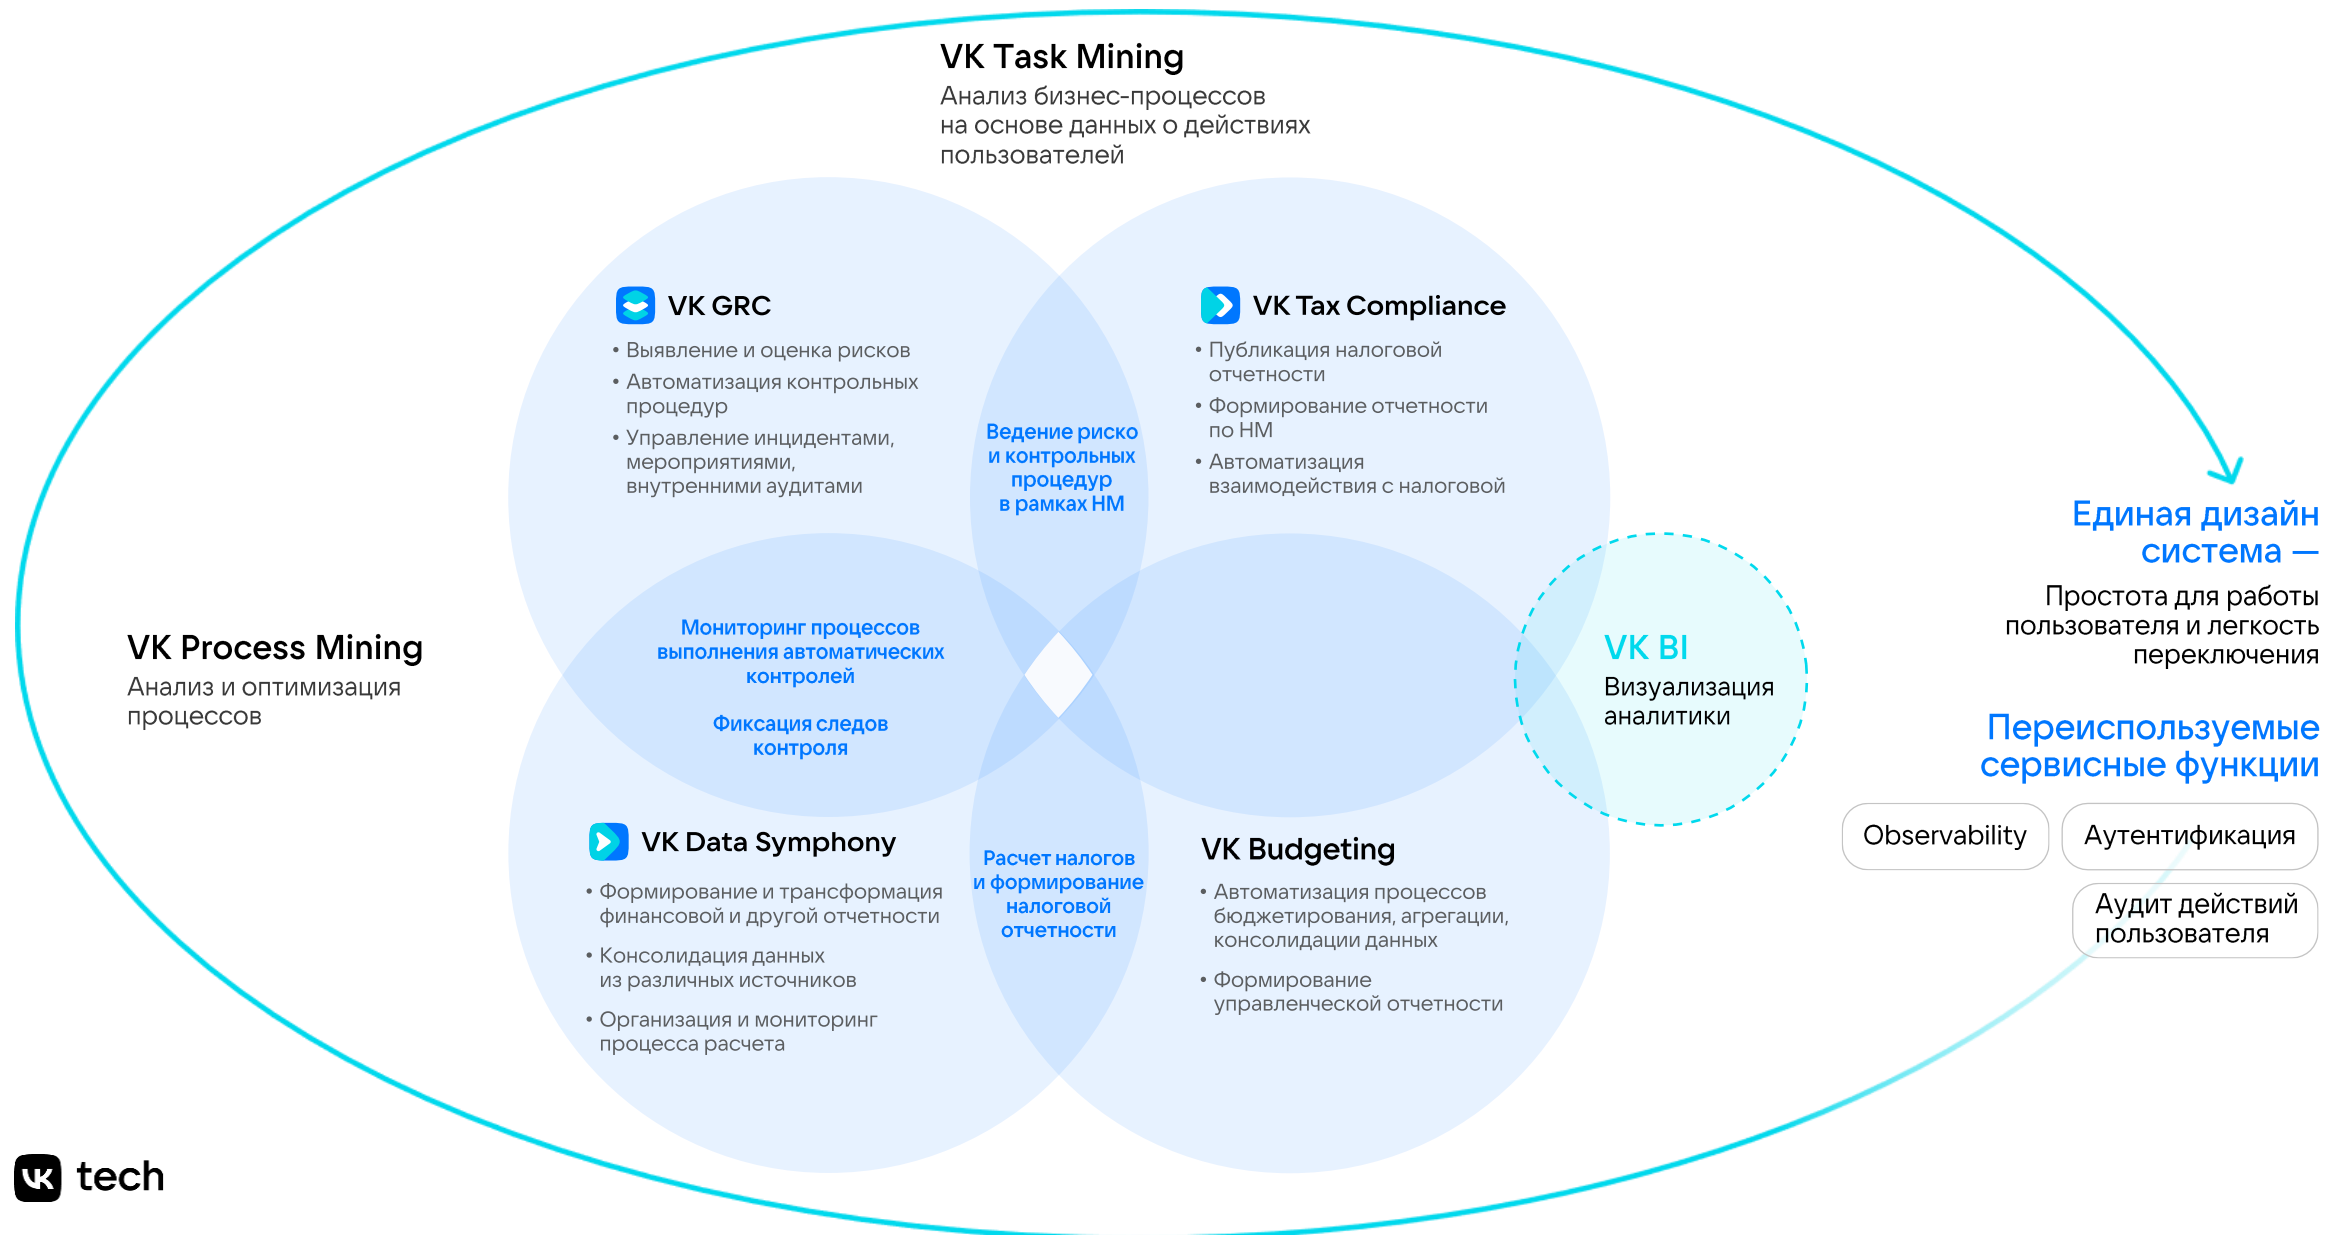 VK Task Mining
Анализ бизнес-процессов
на основе данных о действиях
пользователей
VK GRC
• Выявление и оценка рисков
• Автоматизация контрольных
процедур
• Управление инцидентами,
мероприятиями,
внутренними аудитами
Ведение риско
и контрольных
процедур
в рамках НМ
VK Tax Compliance
• Публикация налоговой
отчетности
• Формирование отчетности
по НМ
• Автоматизация
взаимодействия с налоговой
VK Process Mining
Анализ и оптимизация
процессов
Мониторинг процессов
выполнения автоматических
контролей
Фиксация следов
контроля
VK BI
Визуализация
аналитики
Единая дизайн
система —
Простота для работы
пользователя и легкость
переключения
Переиспользуемые
сервисные функции
Observability
Аутентификация
Аудит действий
пользователя
VK Data Symphony
• Формирование и трансформация
финансовой и другой отчетности
• Консолидация данных
из различных источников
• Организация и мониторинг
процесса расчета
Расчет налогов
и формирование
налоговой
отчетности
VK Budgeting
• Автоматизация процессов
бюджетирования, агрегации,
консолидации данных
• Формирование
управленческой отчетности
VK tech